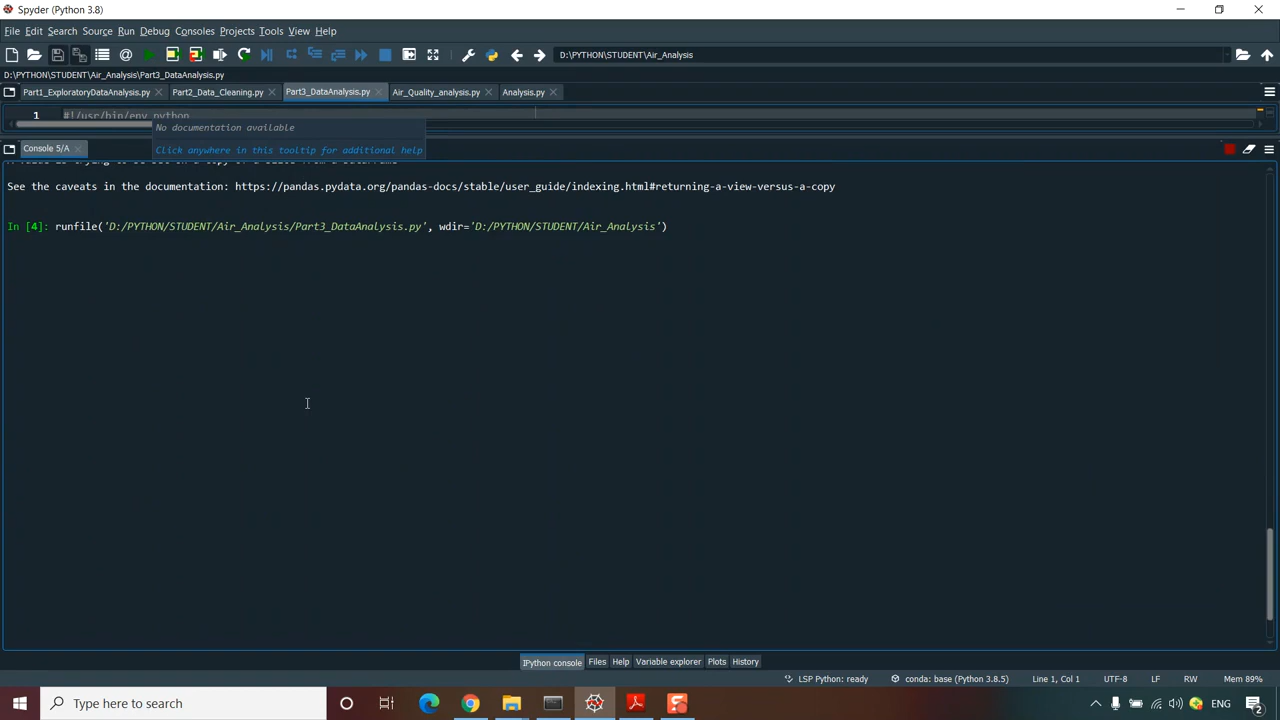 Spyder (Python 3.8)
File Edit Search Source Run Debug Consoles Projects Tools View Help
D:\PYTHON\STUDENT\Air_Analysis
D:\PYTHON\STUDENT\Air_Analysis\Part3_DataAnalysis.py
Part1_ExploratoryDataAnalysis.py Part2_Data_Cleaning.py Part3_DataAnalysis.py Air_Quality_analysis.py Analysis.py
1 #!/usr/bin/env python
No documentation available
Click anywhere in this tooltip for additional help
Console 5/A
See the caveats in the documentation: https://pandas.pydata.org/pandas-docs/stable/user_guide/indexing.html#returning-a-view-versus-a-copy
In [4]: runfile('D:/PYTHON/STUDENT/Air_Analysis/Part3_DataAnalysis.py', wdir='D:/PYTHON/STUDENT/Air_Analysis')
IPython console Files Help Variable explorer Plots History
LSP Python: ready conda: base (Python 3.8.5) Line 1, Col 1 UTF-8 LF RW Mem 89%
Type here to search ENG 2